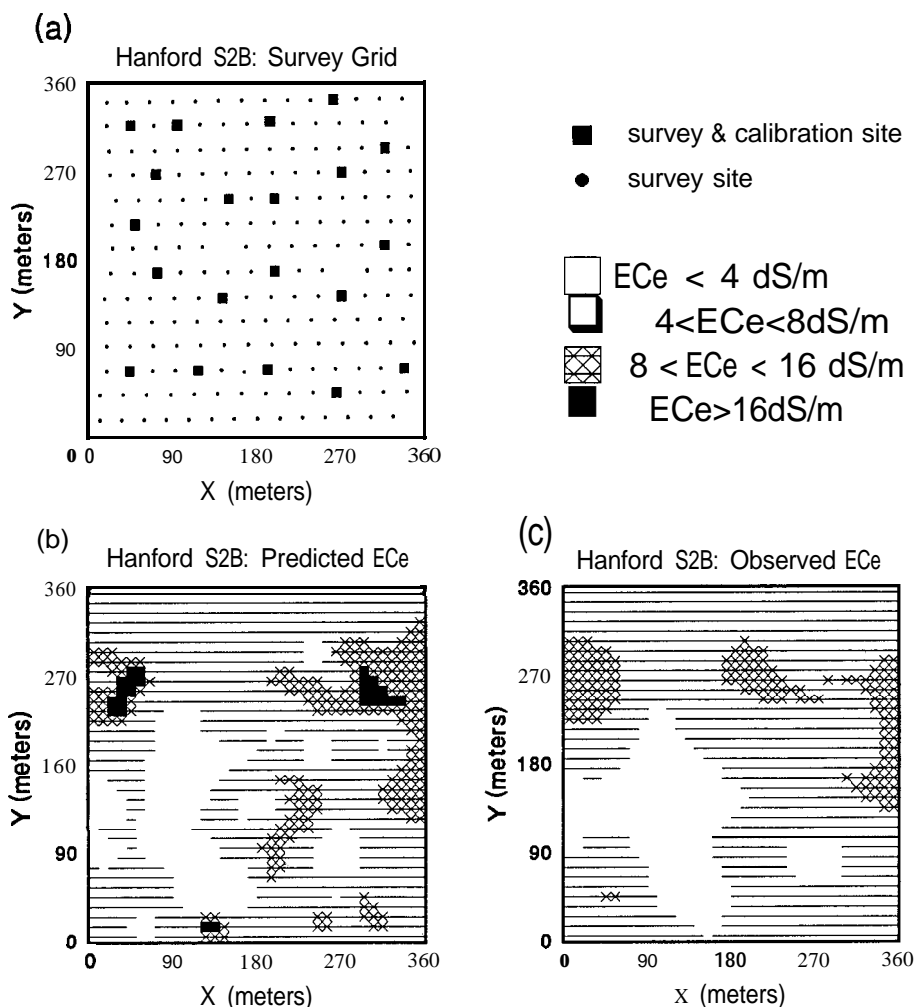 (a)
Hanford S2B: Survey Grid
360
270
180
90
0
0 90 180 270 360
Y (meters)
X (meters)
survey & calibration site
survey site
ECe < 4 dS/m
4<ECe<8dS/m
8 < ECe < 16 dS/m
ECe>16dS/m
(b)
Hanford S2B: Predicted ECe
360
270
160
90
0
0 90 180 270 360
Y (meters)
X (meters)
(c)
Hanford S2B: Observed ECe
360
270
180
90
0
0 90 180 270 360
Y (meters)
X (meters)